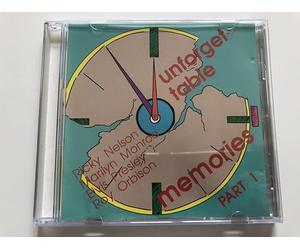 unforget-
table
memories
PART 1
Ricky Nelson
Marilyn Monroe
Elvis Presley
Roy Orbison